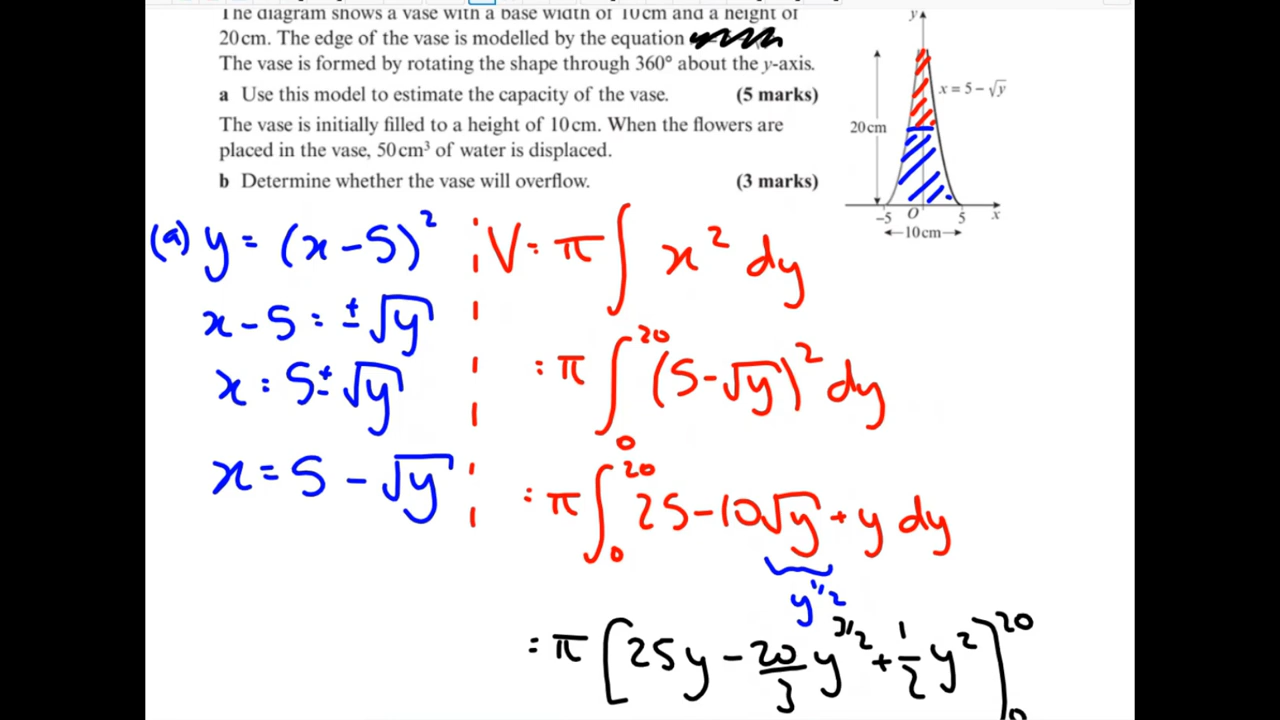 The diagram shows a vase with a base width of 10cm and a height of
20cm. The edge of the vase is modelled by the equation
The vase is formed by rotating the shape through 360° about the y-axis.
a Use this model to estimate the capacity of the vase. (5 marks)
The vase is initially filled to a height of 10cm. When the flowers are
placed in the vase, 50cm³ of water is displaced.
b Determine whether the vase will overflow. (3 marks)
y
x = 5 − √y
20cm
−5 O 5 x
10cm
(a) y = (x − 5)²
x − 5 = ± √y
x = 5 ± √y
x = 5 − √y
V = π ∫ x² dy
= π ∫₀²⁰ (5 − √y)² dy
= π ∫₀²⁰ 25 − 10√y + y dy
y^1/2
= π [25y − 20/3 y^3/2 + 1/2 y²]₀²⁰